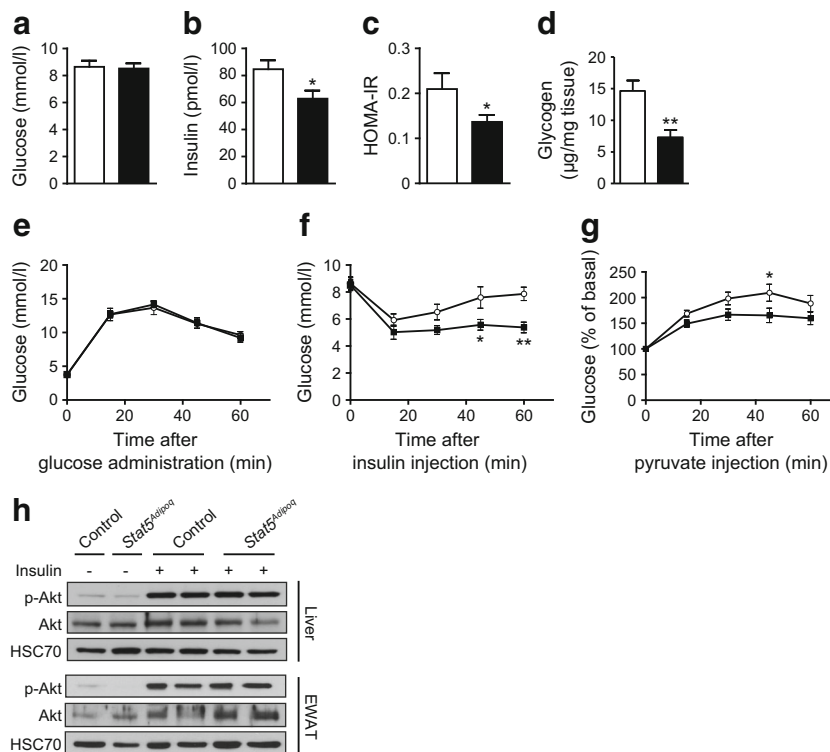 a
b
c
d
Glucose (mmol/l)
10
8
6
4
2
0
Insulin (pmol/l)
100
80
60
40
20
0
*
HOMA-IR
0.3
0.2
0.1
0
*
Glycogen
(μg/mg tissue)
20
15
10
5
0
**
e
f
g
Glucose (mmol/l)
20
15
10
5
0
0 20 40 60
Time after
glucose administration (min)
Glucose (mmol/l)
10
8
6
4
2
0
*
**
0 20 40 60
Time after
insulin injection (min)
Glucose (% of basal)
250
200
150
100
50
0
*
0 20 40 60
Time after
pyruvate injection (min)
h
Control Stat5Adipoq Control Stat5Adipoq
Insulin - - + + + +
p-Akt
Akt
HSC70
Liver
p-Akt
Akt
HSC70
EWAT